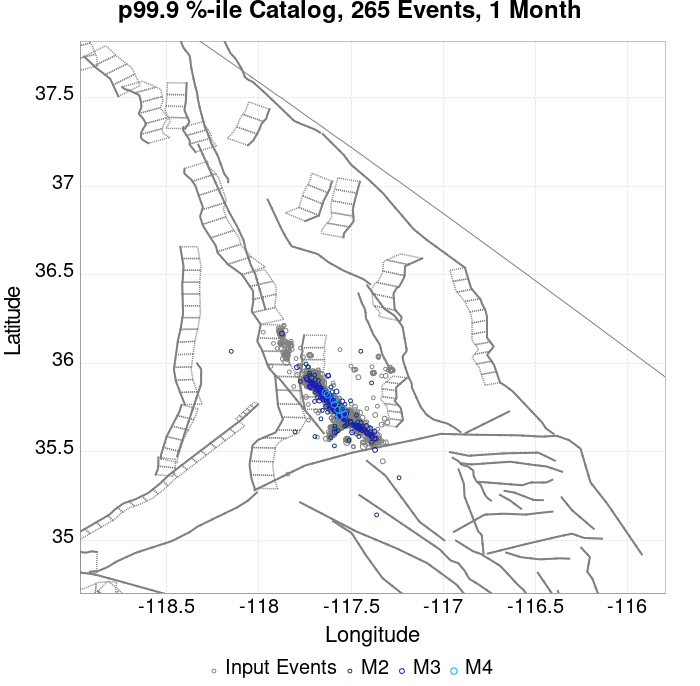 p99.9 %-ile Catalog, 265 Events, 1 Month
37.5
37
36.5
36
35.5
35
Latitude
-118.5
-118
-117.5
-117
-116.5
-116
Longitude
Input Events
M2
M3
M4